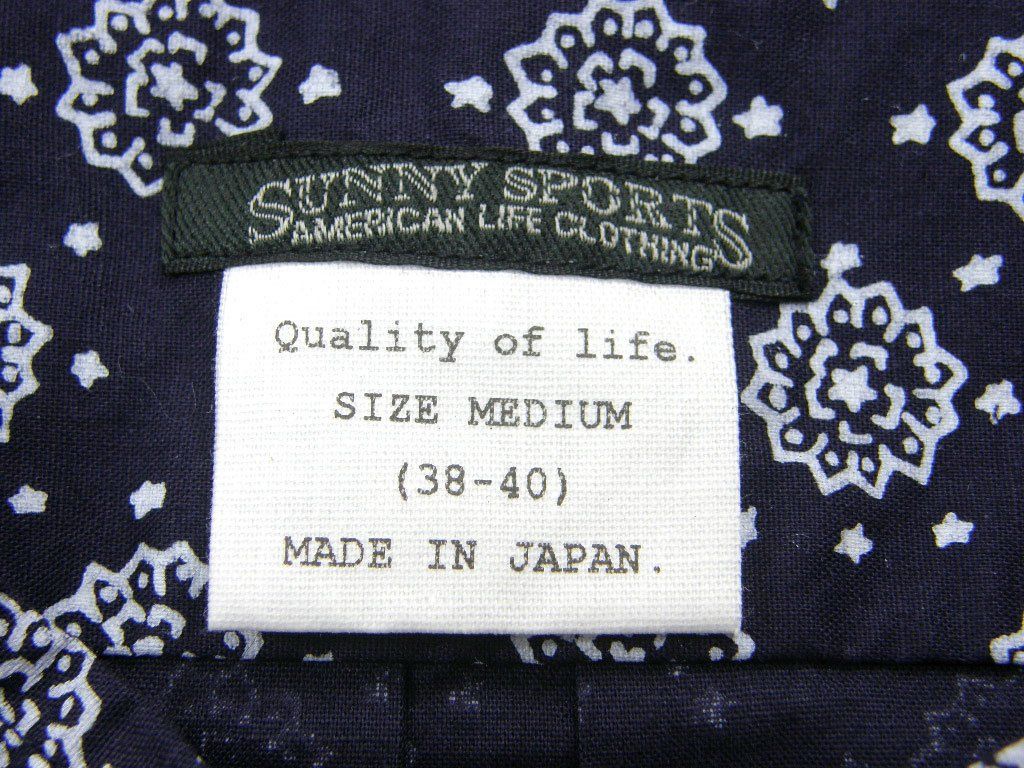 SUNNY SPORTS
AMERICAN LIFE CLOTHING
Quality of life.
SIZE MEDIUM
(38-40)
MADE IN JAPAN.